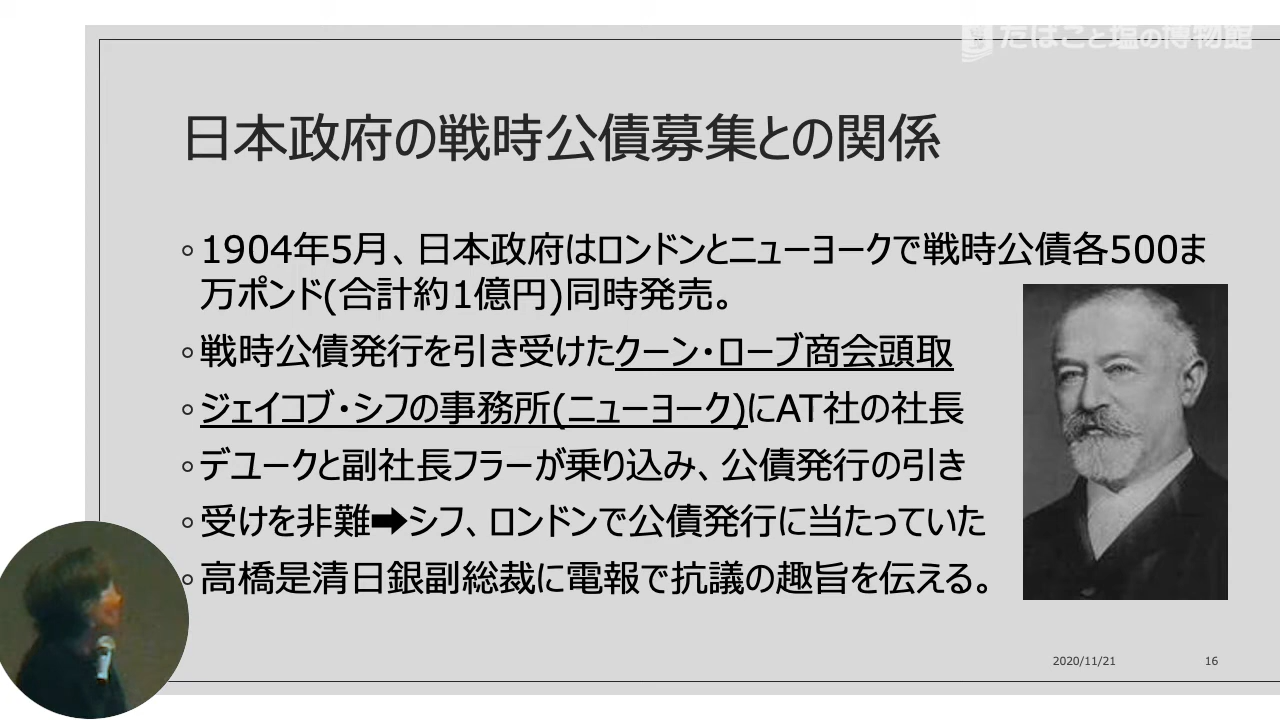 たばこと塩の博物館
日本政府の戦時公債募集との関係
◦1904年5月、日本政府はロンドンとニューヨークで戦時公債各500ま
万ポンド(合計約1億円)同時発売。
◦戦時公債発行を引き受けたクーン・ローブ商会頭取
◦ジェイコブ・シフの事務所(ニューヨーク)にAT社の社長
◦デユークと副社長フラーが乗り込み、公債発行の引き
◦受けを非難➡シフ、ロンドンで公債発行に当たっていた
◦高橋是清日銀副総裁に電報で抗議の趣旨を伝える。
2020/11/21 16